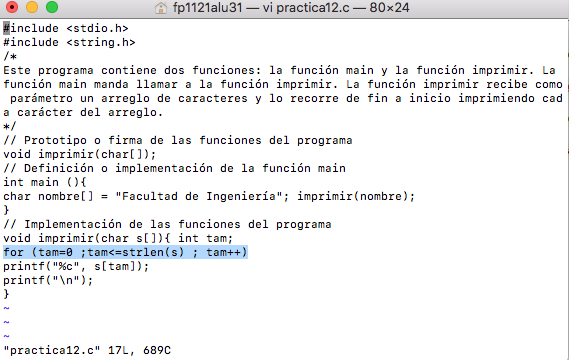 fp1121alu31 — vi practica12.c — 80×24
#include <stdio.h>
#include <string.h>
/*
Este programa contiene dos funciones: la función main y la función imprimir. La
función main manda llamar a la función imprimir. La función imprimir recibe como
 parámetro un arreglo de caracteres y lo recorre de fin a inicio imprimiendo cad
a carácter del arreglo.
*/
// Prototipo o firma de las funciones del programa
void imprimir(char[]);
// Definición o implementación de la función main
int main (){
char nombre[] = "Facultad de Ingeniería"; imprimir(nombre);
}
// Implementación de las funciones del programa
void imprimir(char s[]){ int tam;
for (tam=0 ;tam<=strlen(s) ; tam++)
printf("%c", s[tam]);
printf("\n");
}
~
~
~
"practica12.c" 17L, 689C